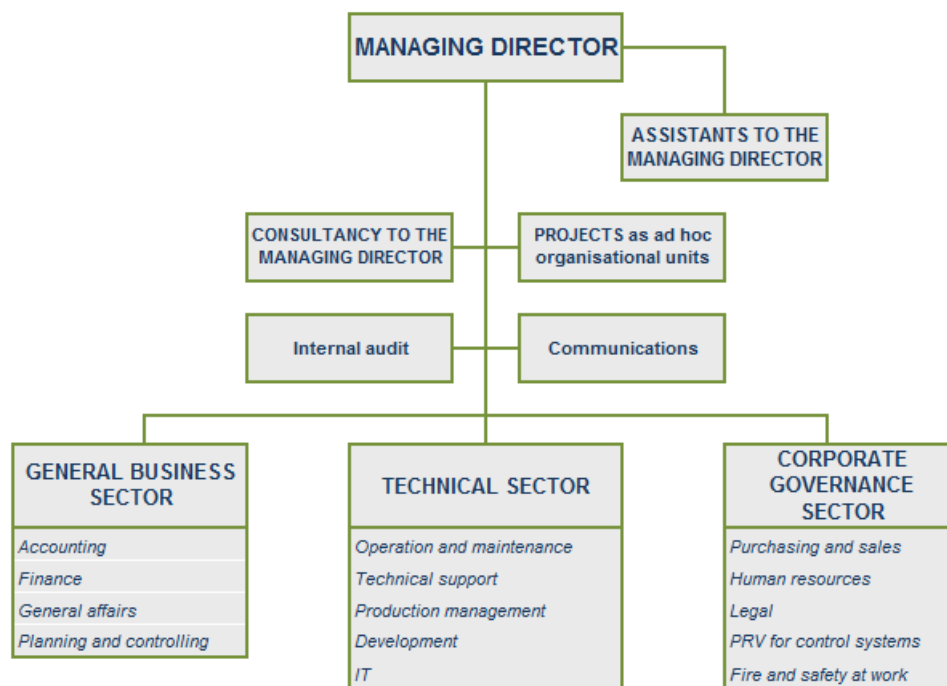 MANAGING DIRECTOR
ASSISTANTS TO THE
MANAGING DIRECTOR
CONSULTANCY TO THE
MANAGING DIRECTOR
PROJECTS as ad hoc
organisational units
Internal audit
Communications
GENERAL BUSINESS
SECTOR
Accounting
Finance
General affairs
Planning and controlling
TECHNICAL SECTOR
Operation and maintenance
Technical support
Production management
Development
IT
CORPORATE
GOVERNANCE
SECTOR
Purchasing and sales
Human resources
Legal
PRV for control systems
Fire and safety at work